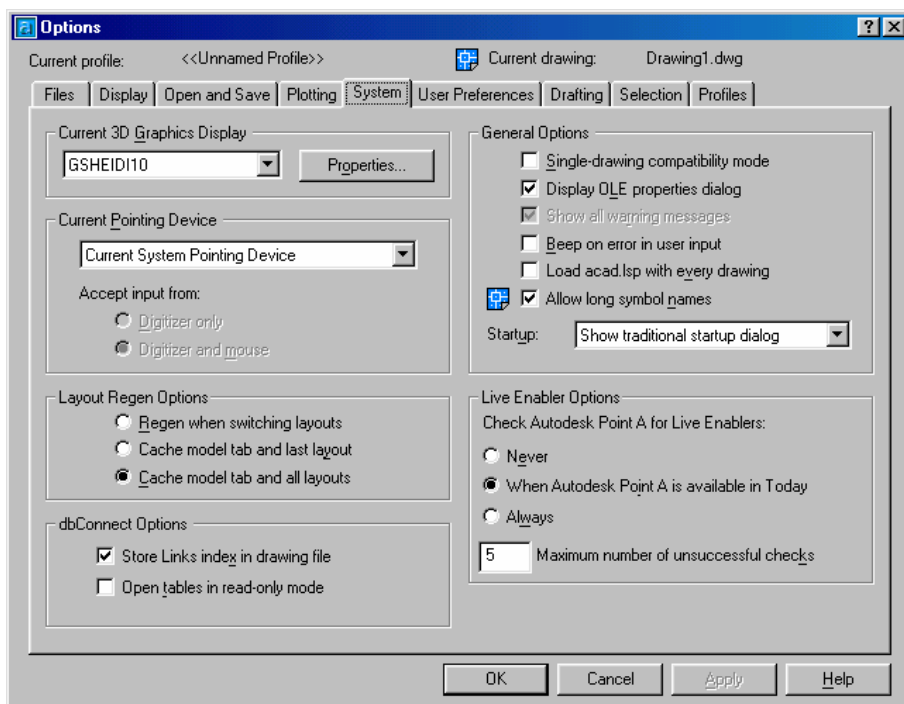 Options
Current profile: <<Unnamed Profile>> Current drawing: Drawing1.dwg
Files Display Open and Save Plotting System User Preferences Drafting Selection Profiles
Current 3D Graphics Display
GSHEIDI10 Properties...
Current Pointing Device
Current System Pointing Device
Accept input from:
Digitizer only
Digitizer and mouse
Layout Regen Options
Regen when switching layouts
Cache model tab and last layout
Cache model tab and all layouts
dbConnect Options
Store Links index in drawing file
Open tables in read-only mode
General Options
Single-drawing compatibility mode
Display OLE properties dialog
Show all warning messages
Beep on error in user input
Load acad.lsp with every drawing
Allow long symbol names
Startup: Show traditional startup dialog
Live Enabler Options
Check Autodesk Point A for Live Enablers:
Never
When Autodesk Point A is available in Today
Always
5 Maximum number of unsuccessful checks
OK Cancel Apply Help